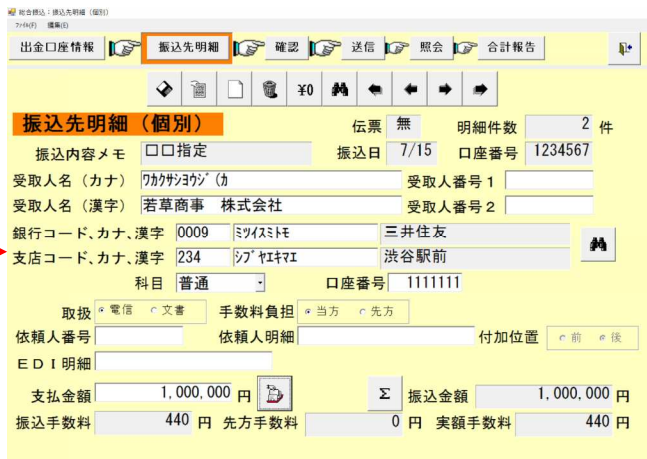 総合振込：振込先明細（個別）
ファイル(F) 編集(E)
出金口座情報 振込先明細 確認 送信 照会 合計報告
¥0
振込先明細（個別） 伝票 無 明細件数 2 件
振込内容メモ 口口指定 振込日 7/15 口座番号 1234567
受取人名（カナ） ワカクサシヨウジ（カ 受取人番号１
受取人名（漢字） 若草商事　株式会社 受取人番号２
銀行コード、カナ、漢字 0009 ミツイスミトモ 三井住友
支店コード、カナ、漢字 234 シブヤエキマエ 渋谷駅前
科目 普通 口座番号 1111111
取扱 電信 文書 手数料負担 当方 先方
依頼人番号 依頼人明細 付加位置 前 後
ＥＤＩ明細
支払金額 1,000,000 円 Σ 振込金額 1,000,000 円
振込手数料 440 円 先方手数料 0 円 実額手数料 440 円